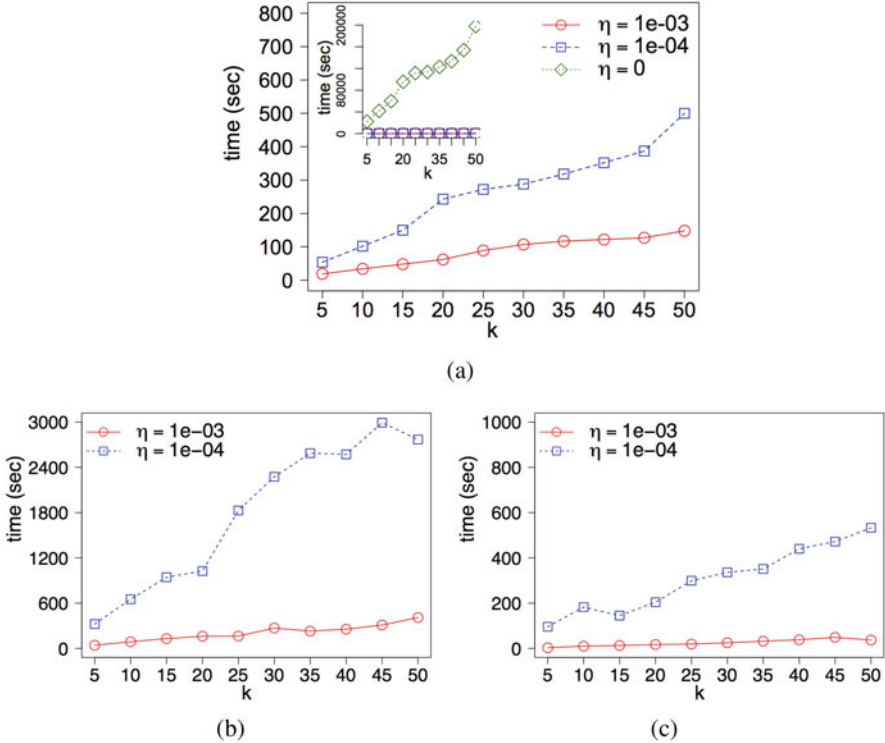 800
700
600
500
400
300
200
100
0
time (sec)
η = 1e−03
η = 1e−04
η = 0
200000
80000
0
time (sec)
5 20 35 50
k
5 10 15 20 25 30 35 40 45 50
k
(a)
3000
2400
1800
1200
600
0
time (sec)
η = 1e−03
η = 1e−04
5 10 15 20 25 30 35 40 45 50
k
(b)
1000
800
600
400
200
0
time (sec)
η = 1e−03
η = 1e−04
5 10 15 20 25 30 35 40 45 50
k
(c)